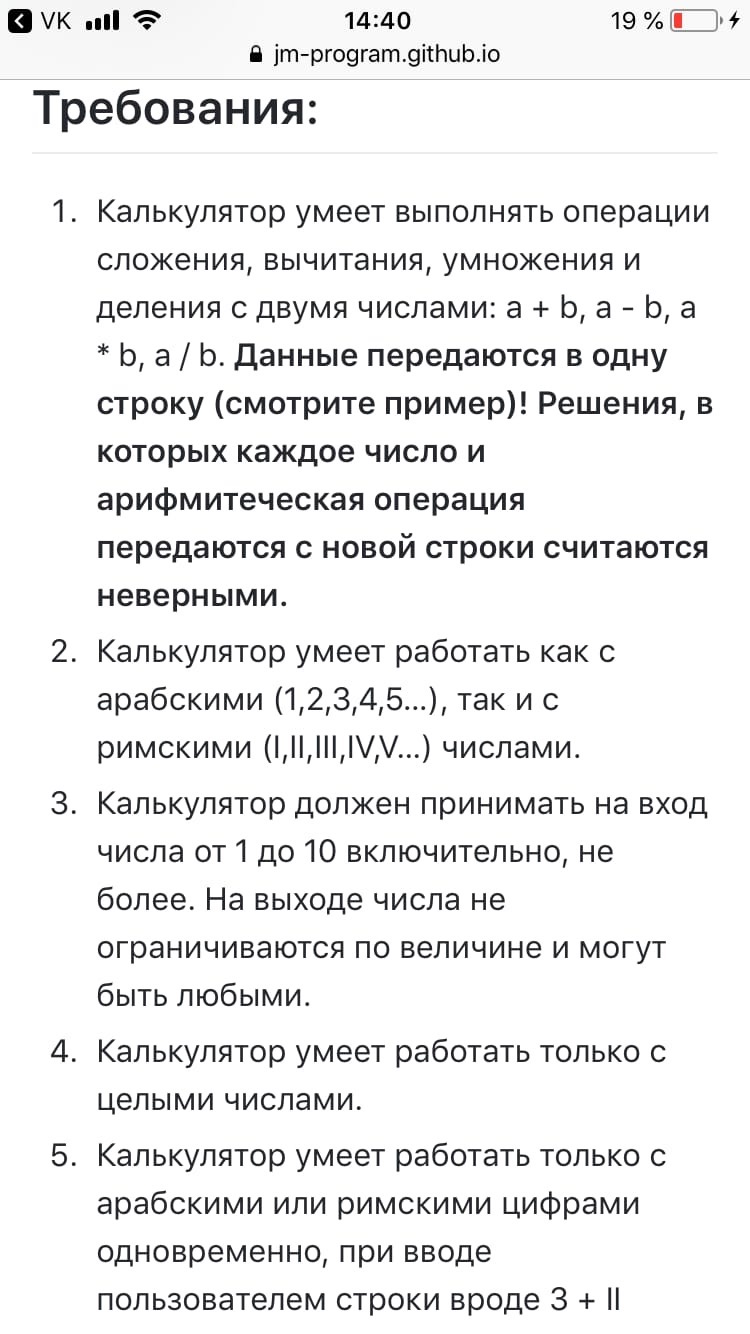 VK 14:40 19 %
jm-program.github.io
Требования:
1. Калькулятор умеет выполнять операции
сложения, вычитания, умножения и
деления с двумя числами: a + b, a - b, a
* b, a / b. Данные передаются в одну
строку (смотрите пример)! Решения, в
которых каждое число и
арифмитеческая операция
передаются с новой строки считаются
неверными.
2. Калькулятор умеет работать как с
арабскими (1,2,3,4,5...), так и с
римскими (I,II,III,IV,V...) числами.
3. Калькулятор должен принимать на вход
числа от 1 до 10 включительно, не
более. На выходе числа не
ограничиваются по величине и могут
быть любыми.
4. Калькулятор умеет работать только с
целыми числами.
5. Калькулятор умеет работать только с
арабскими или римскими цифрами
одновременно, при вводе
пользователем строки вроде 3 + II